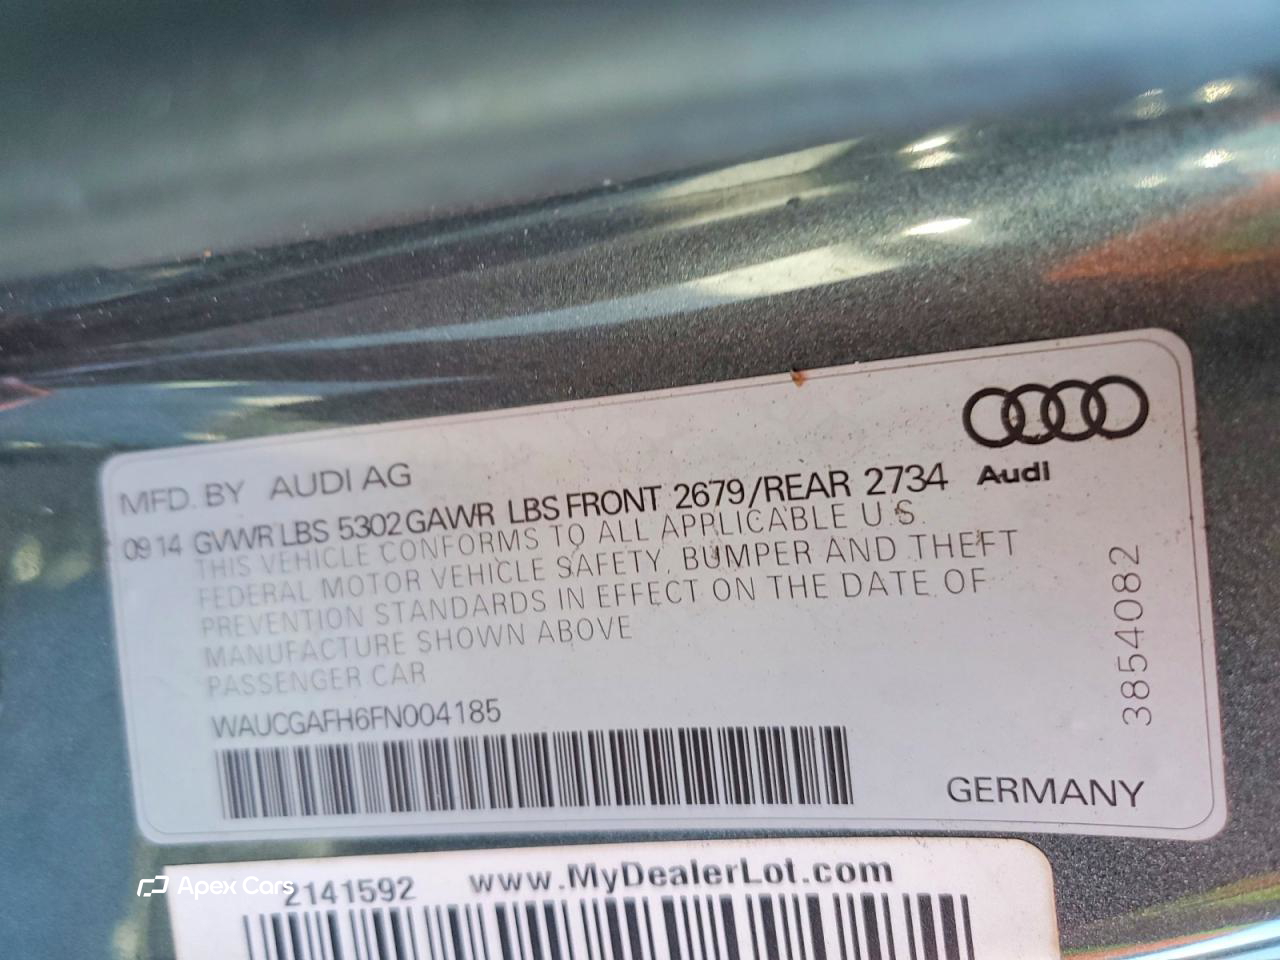 MFD. BY AUDI AG
0914 GVWR LBS 5302 GAWR LBS FRONT 2679/REAR 2734
Audi
THIS VEHICLE CONFORMS TO ALL APPLICABLE U.S.
FEDERAL MOTOR VEHICLE SAFETY, BUMPER AND THEFT
PREVENTION STANDARDS IN EFFECT ON THE DATE OF
MANUFACTURE SHOWN ABOVE
PASSENGER CAR
WAUCGAFH6FN004185
3854082
GERMANY
2141592 www.MyDealerLot.com
Apex Cars